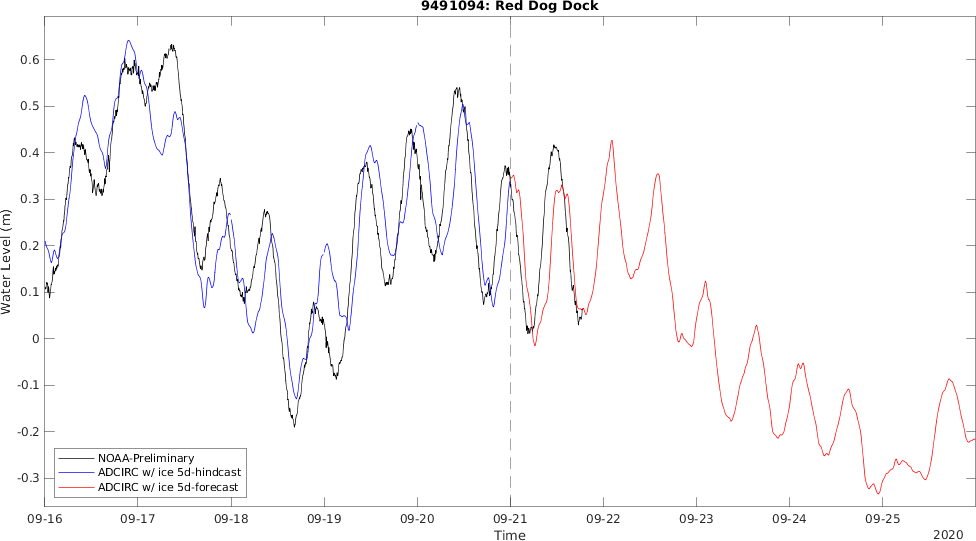 9491094: Red Dog Dock
Water Level (m)
0.6
0.5
0.4
0.3
0.2
0.1
0
-0.1
-0.2
-0.3
NOAA-Preliminary
ADCIRC w/ ice 5d-hindcast
ADCIRC w/ ice 5d-forecast
09-16 09-17 09-18 09-19 09-20 09-21 09-22 09-23 09-24 09-25
Time
2020